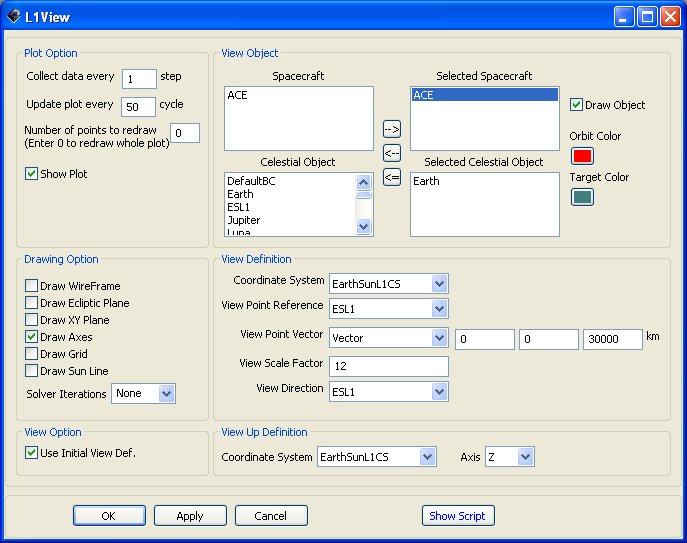 L1View
Plot Option
Collect data every 1 step
Update plot every 50 cycle
Number of points to redraw 0
(Enter 0 to redraw whole plot)
Show Plot
View Object
Spacecraft
ACE
Celestial Object
DefaultBC
Earth
ESL1
Jupiter
Luna
-->
<--
<=
Selected Spacecraft
ACE
Selected Celestial Object
Earth
Draw Object
Orbit Color
Target Color
Drawing Option
Draw WireFrame
Draw Ecliptic Plane
Draw XY Plane
Draw Axes
Draw Grid
Draw Sun Line
Solver Iterations None
View Definition
Coordinate System EarthSunL1CS
View Point Reference ESL1
View Point Vector Vector 0 0 30000 km
View Scale Factor 12
View Direction ESL1
View Option
Use Initial View Def.
View Up Definition
Coordinate System EarthSunL1CS Axis Z
OK Apply Cancel Show Script